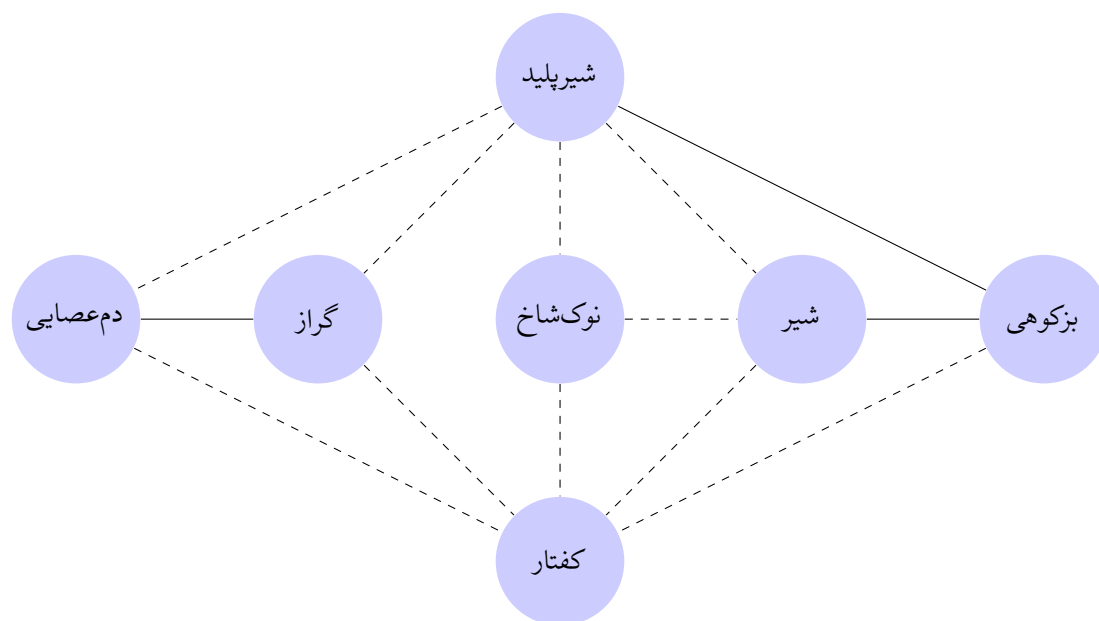 شیرپلید
بزکوهی
شیر
نوک‌شاخ
گراز
دم‌عصایی
کفتار